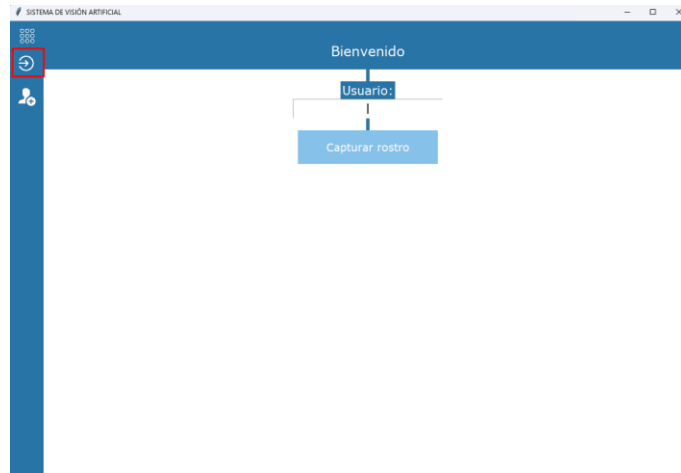 SISTEMA DE VISIÓN ARTIFICIAL
Bienvenido
Usuario:
Capturar rostro